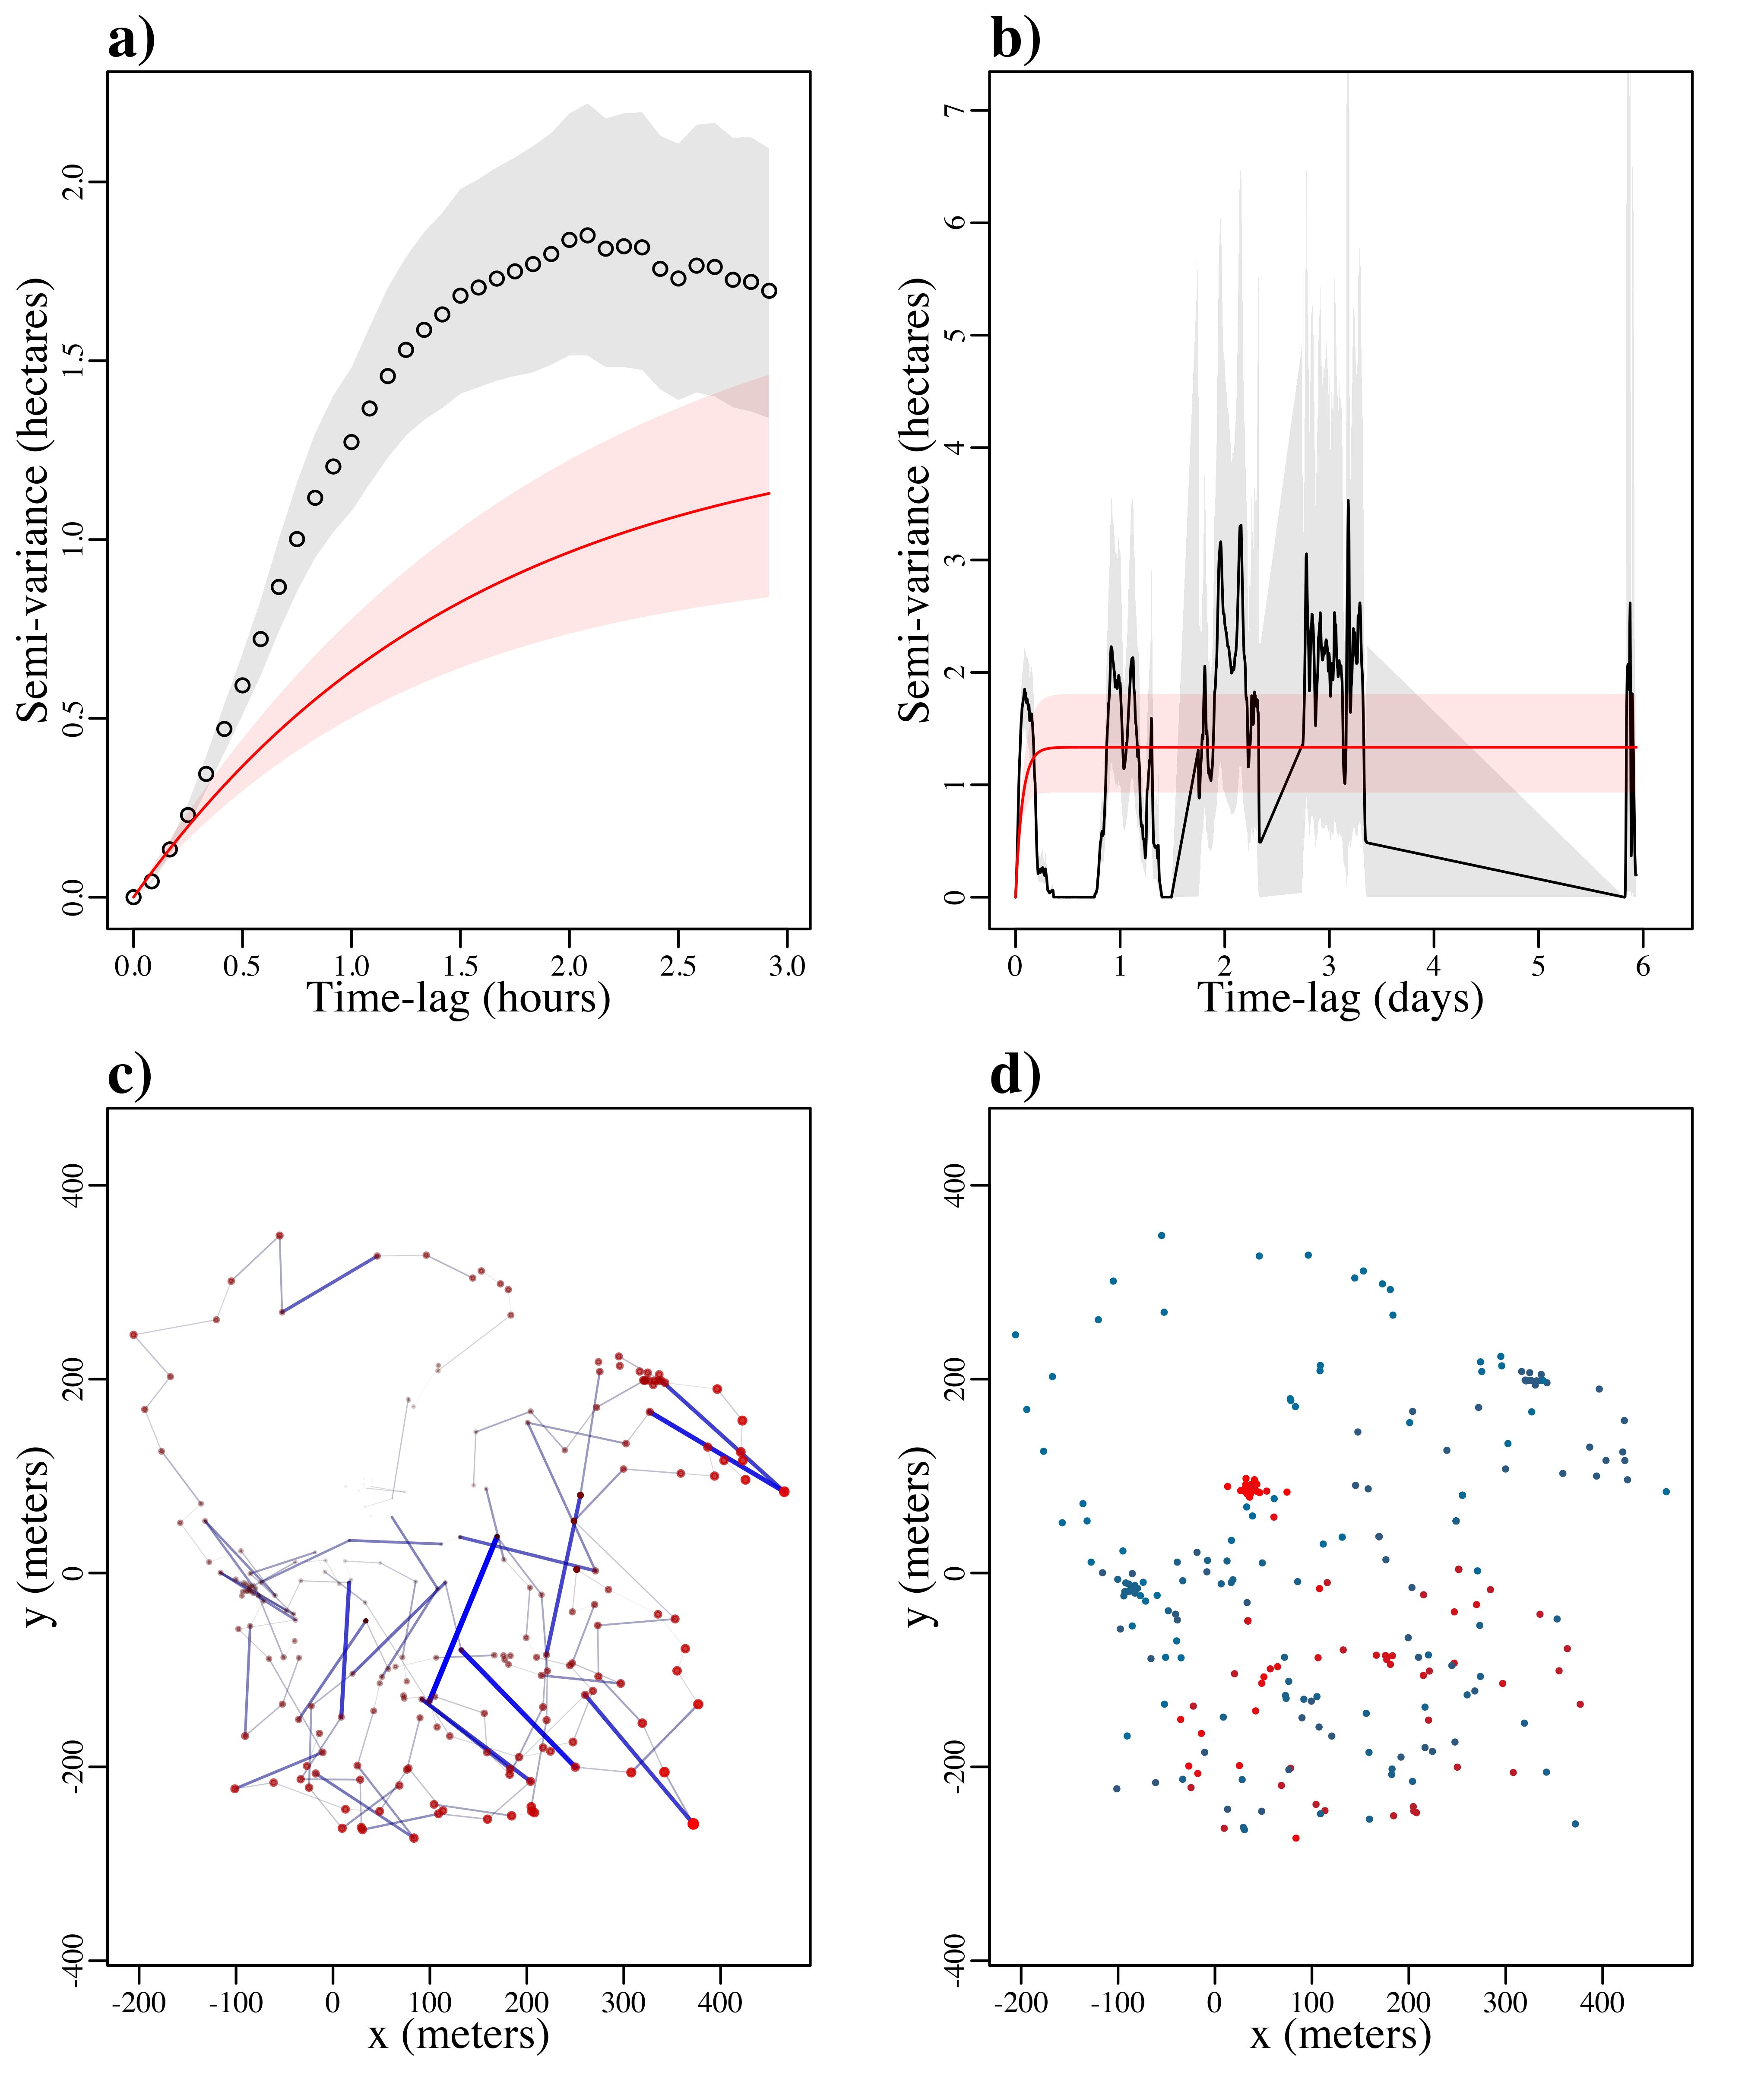 a)
Semi-variance (hectares)
0.0 0.5 1.0 1.5 2.0
0.0 0.5 1.0 1.5 2.0 2.5 3.0
Time-lag (hours)
b)
Semi-variance (hectares)
0 1 2 3 4 5 6 7
0 1 2 3 4 5 6
Time-lag (days)
c)
y (meters)
-400 -200 0 200 400
-200 -100 0 100 200 300 400
x (meters)
d)
y (meters)
-400 -200 0 200 400
-200 -100 0 100 200 300 400
x (meters)